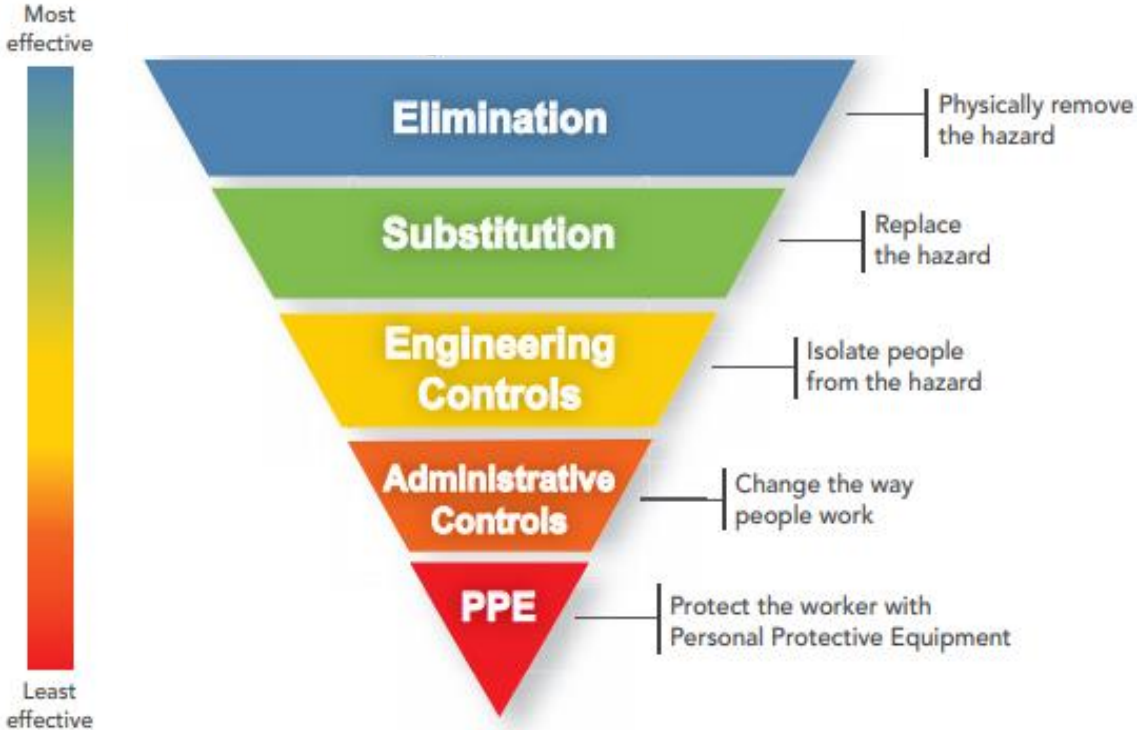 Most
effective
Elimination
Physically remove
the hazard
Substitution
Replace
the hazard
Engineering
Controls
Isolate people
from the hazard
Administrative
Controls
Change the way
people work
PPE
Protect the worker with
Personal Protective Equipment
Least
effective